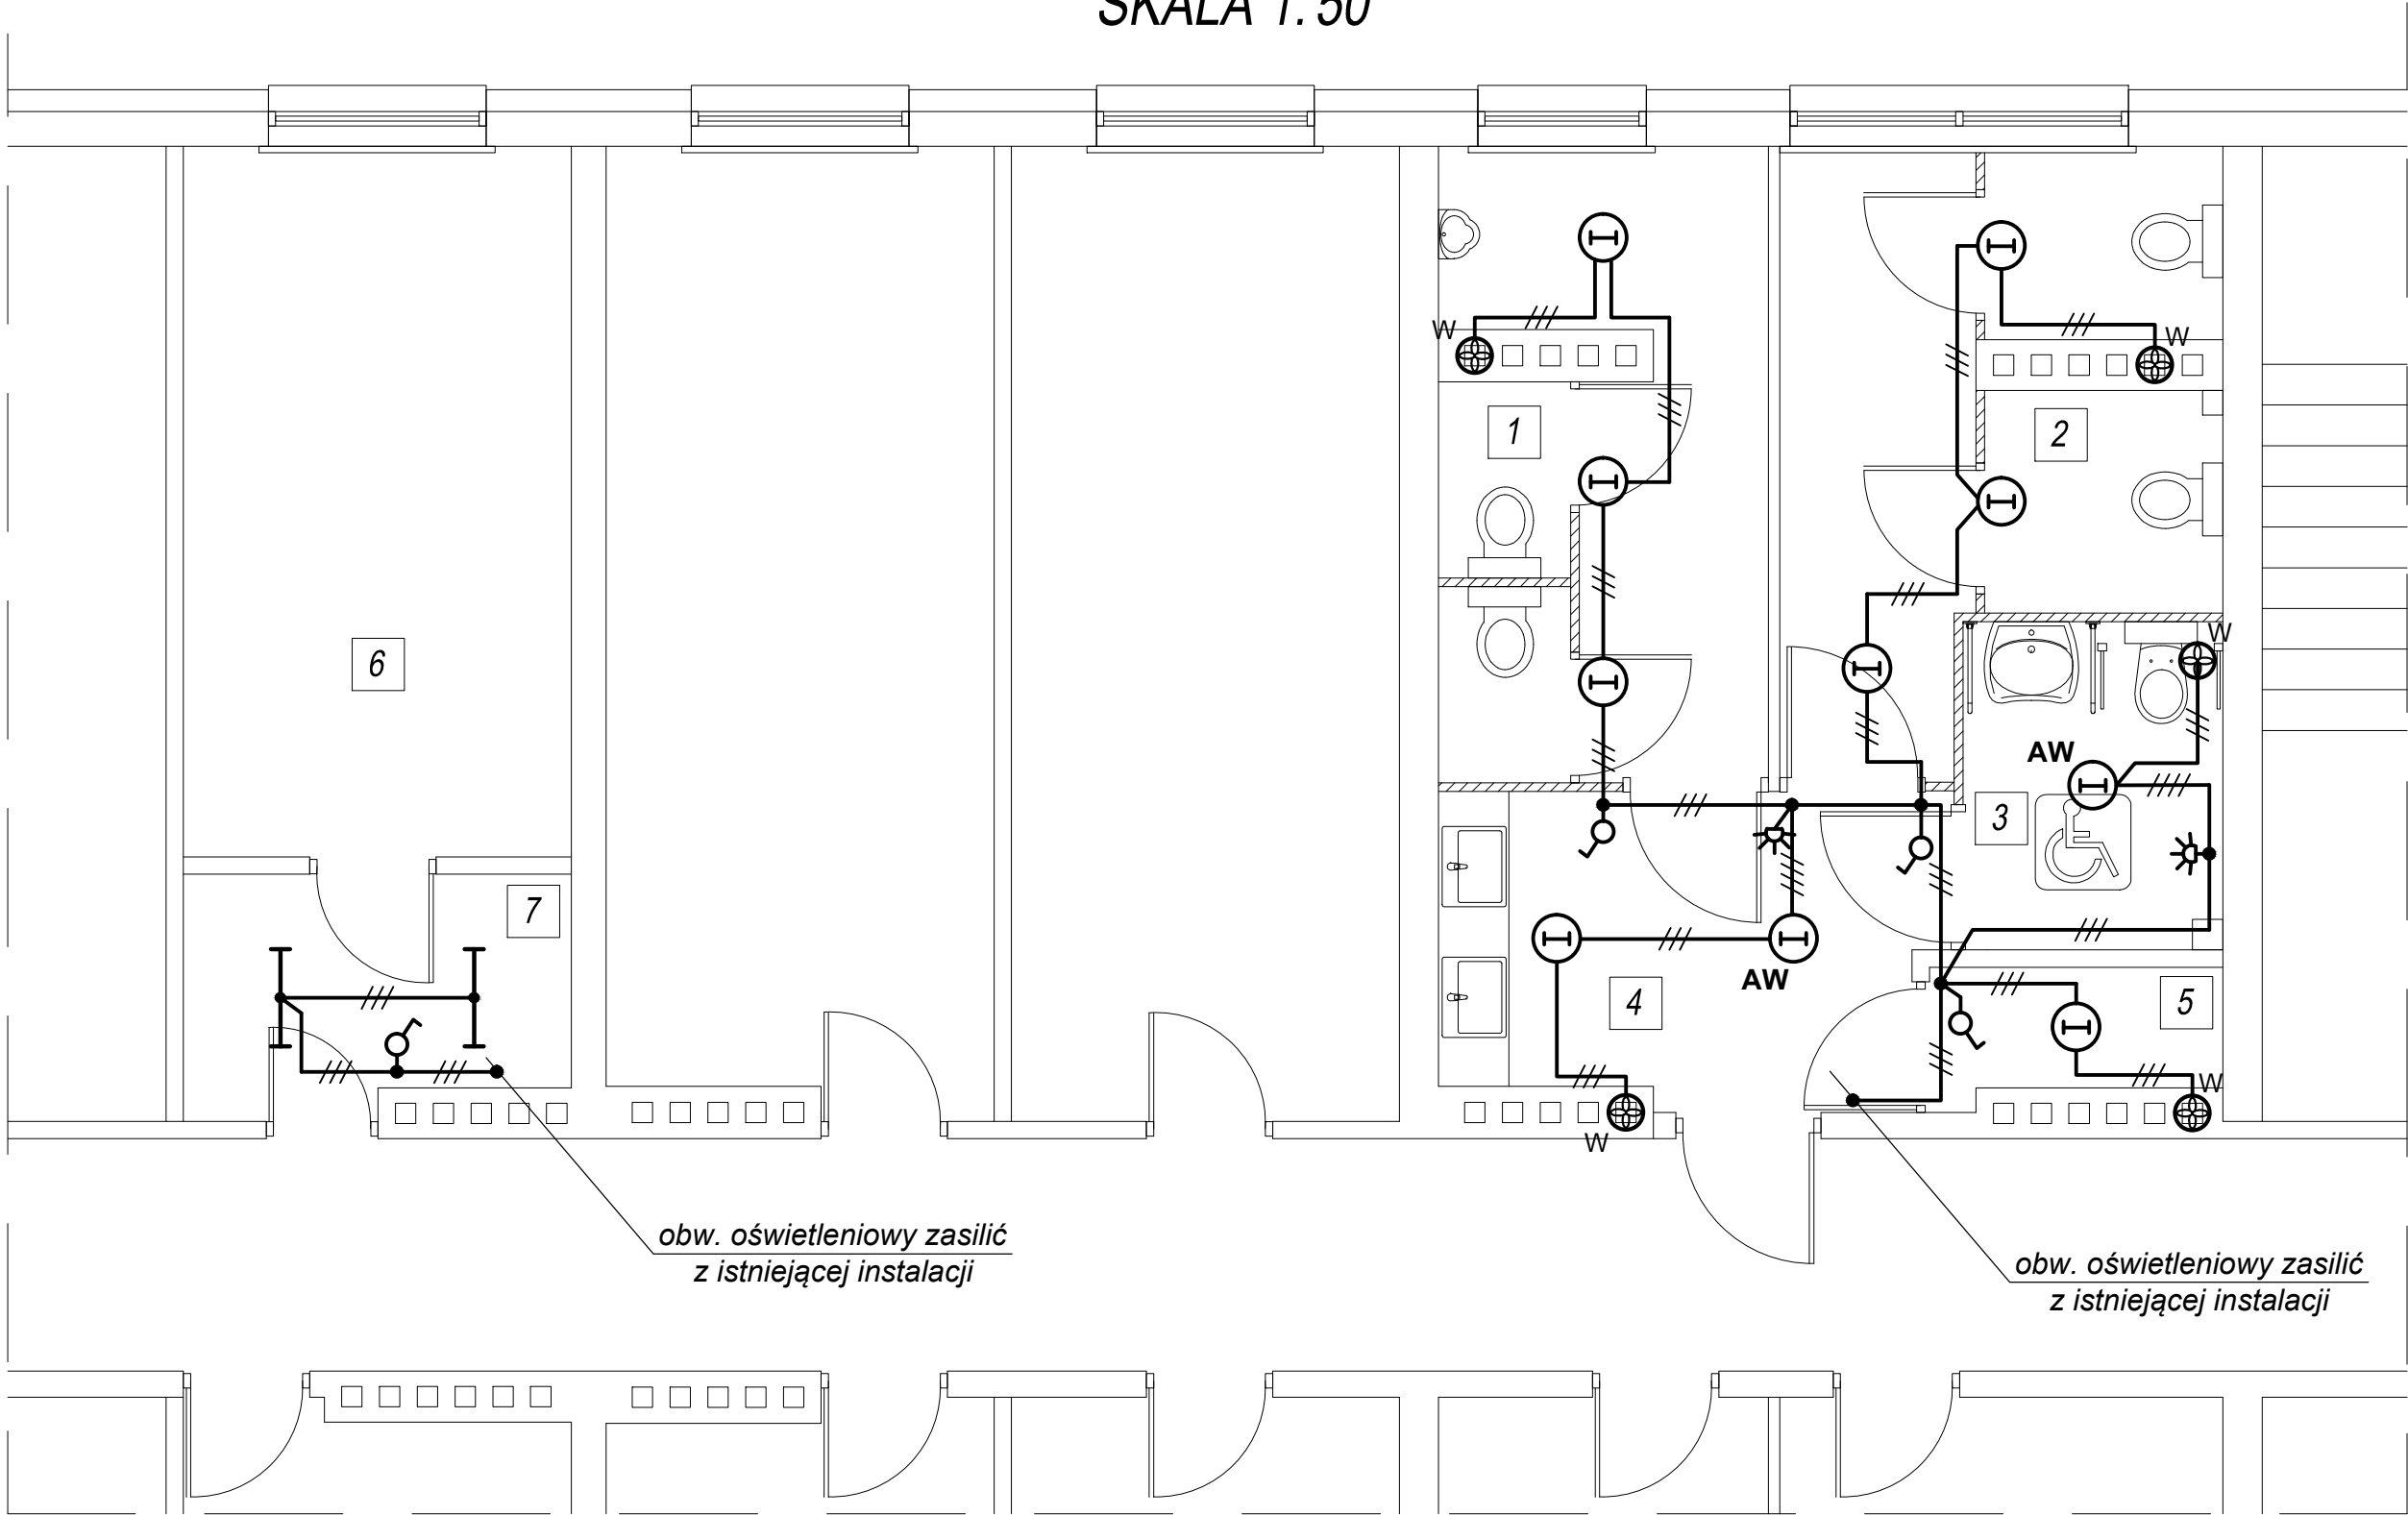 SKALA 1:50
W
W
1
2
W
6
AW
3
7
AW
4
5
W
W
obw. oświetleniowy zasilić
z istniejącej instalacji
obw. oświetleniowy zasilić
z istniejącej instalacji